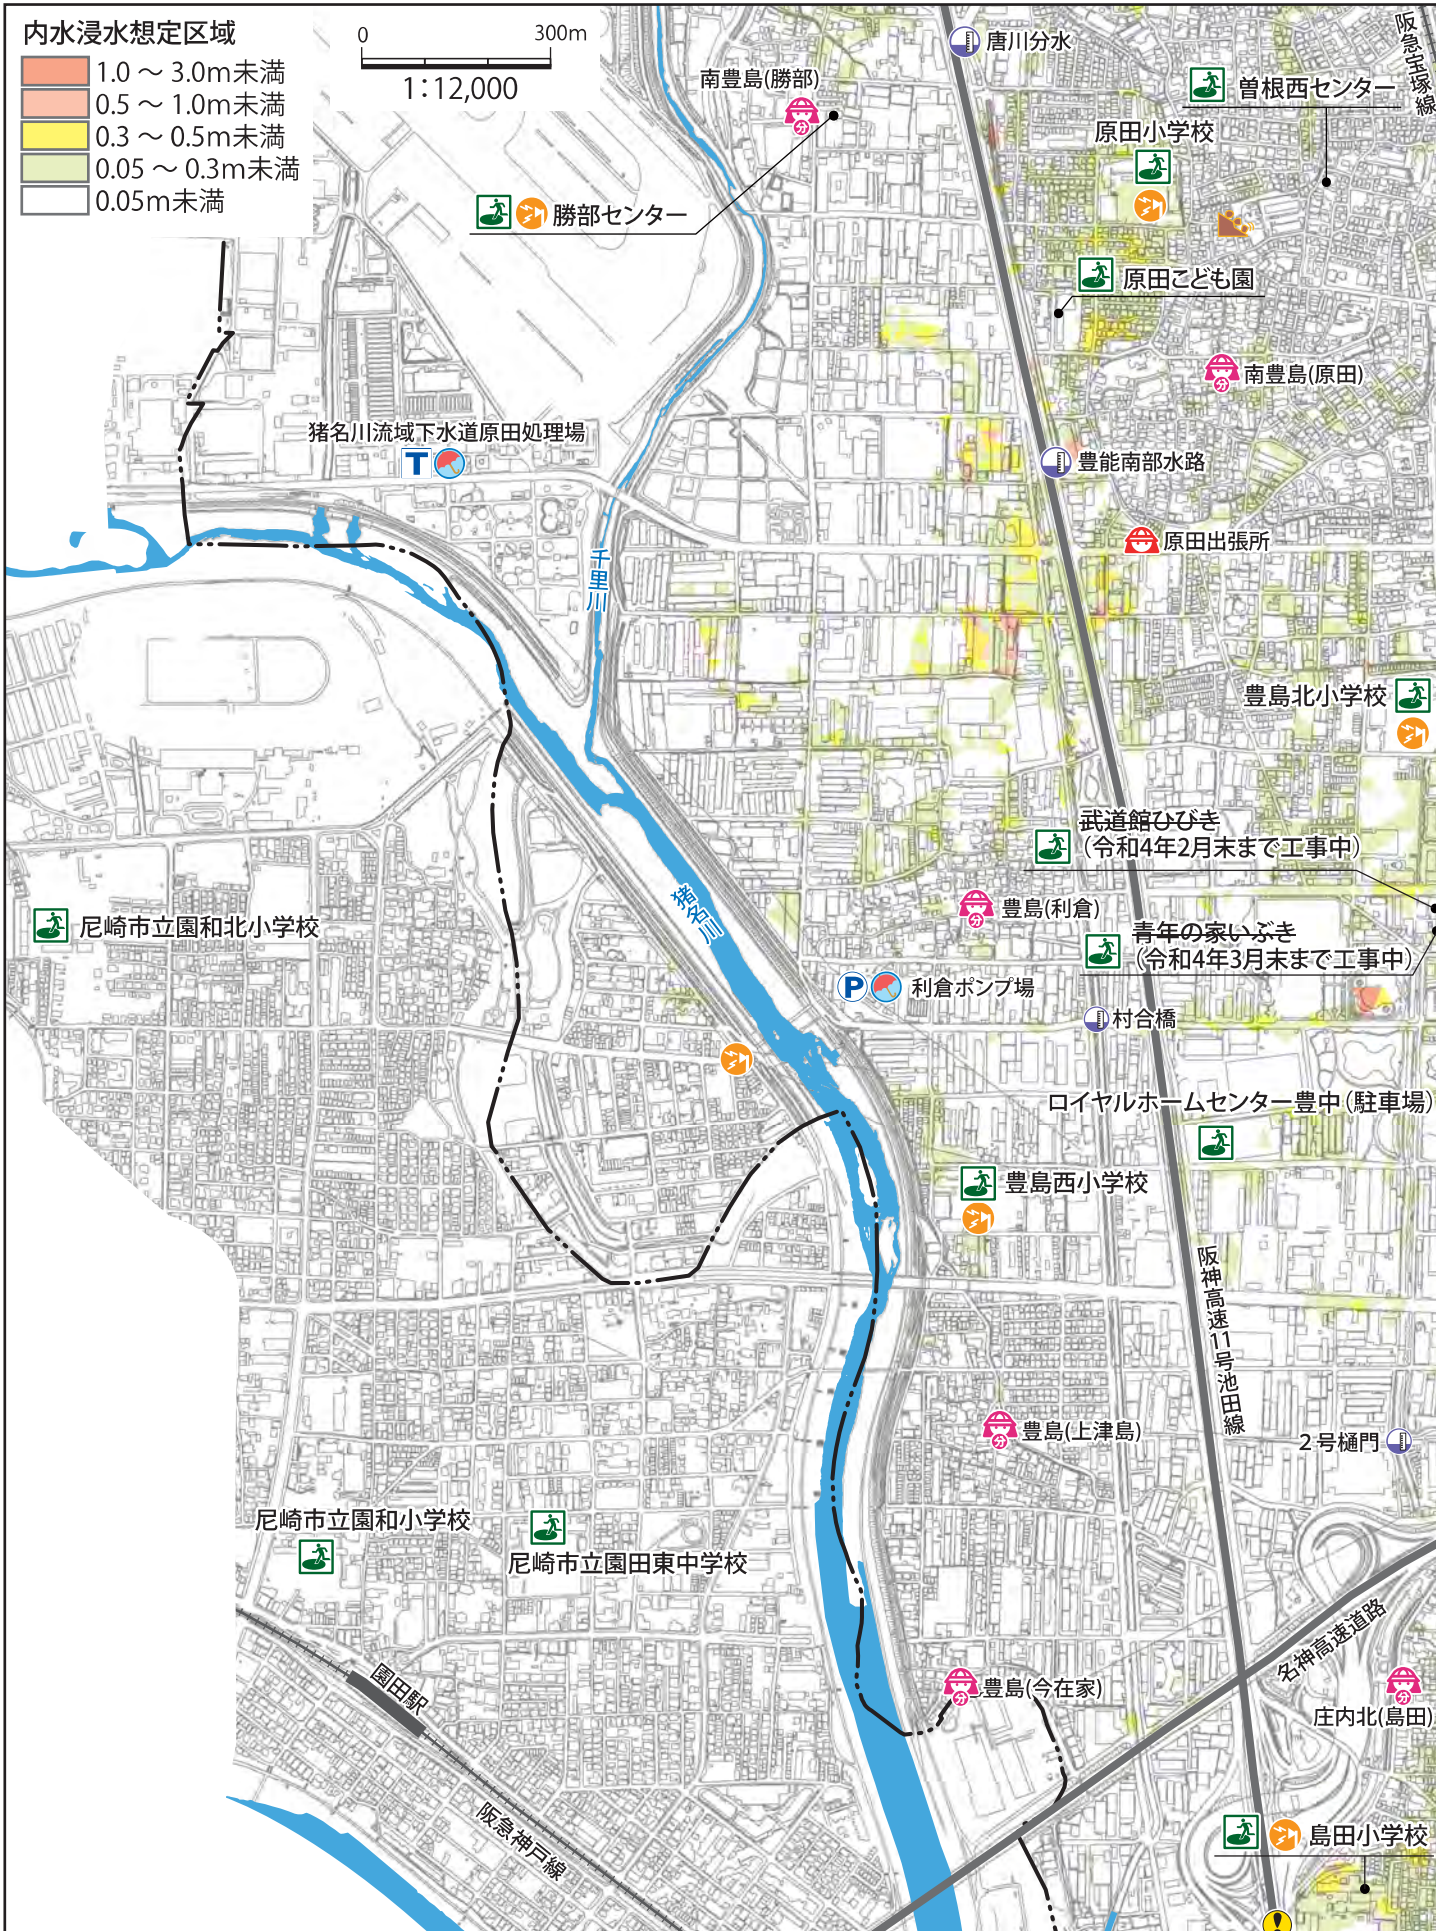 内水浸水想定区域
1.0 ～ 3.0m未満
0.5 ～ 1.0m未満
0.3 ～ 0.5m未満
0.05 ～ 0.3m未満
0.05m未満
0 300m
1：12,000
唐川分水
阪急宝塚線
南豊島(勝部)
分
曽根西センター
原田小学校
勝部センター
原田こども園
南豊島(原田)
分
猪名川流域下水道原田処理場
T
豊能南部水路
原田出張所
千里川
豊島北小学校
武道館ひびき
（令和4年2月末まで工事中）
猪名川
豊島(利倉)
分
尼崎市立園和北小学校
青年の家いぶき
（令和4年3月末まで工事中）
P
利倉ポンプ場
村合橋
ロイヤルホームセンター豊中（駐車場）
豊島西小学校
阪神高速11号池田線
豊島(上津島)
分
2号樋門
尼崎市立園和小学校
尼崎市立園田東中学校
名神高速道路
園田駅
豊島(今在家)
分
分
庄内北(島田)
阪急神戸線
島田小学校
!